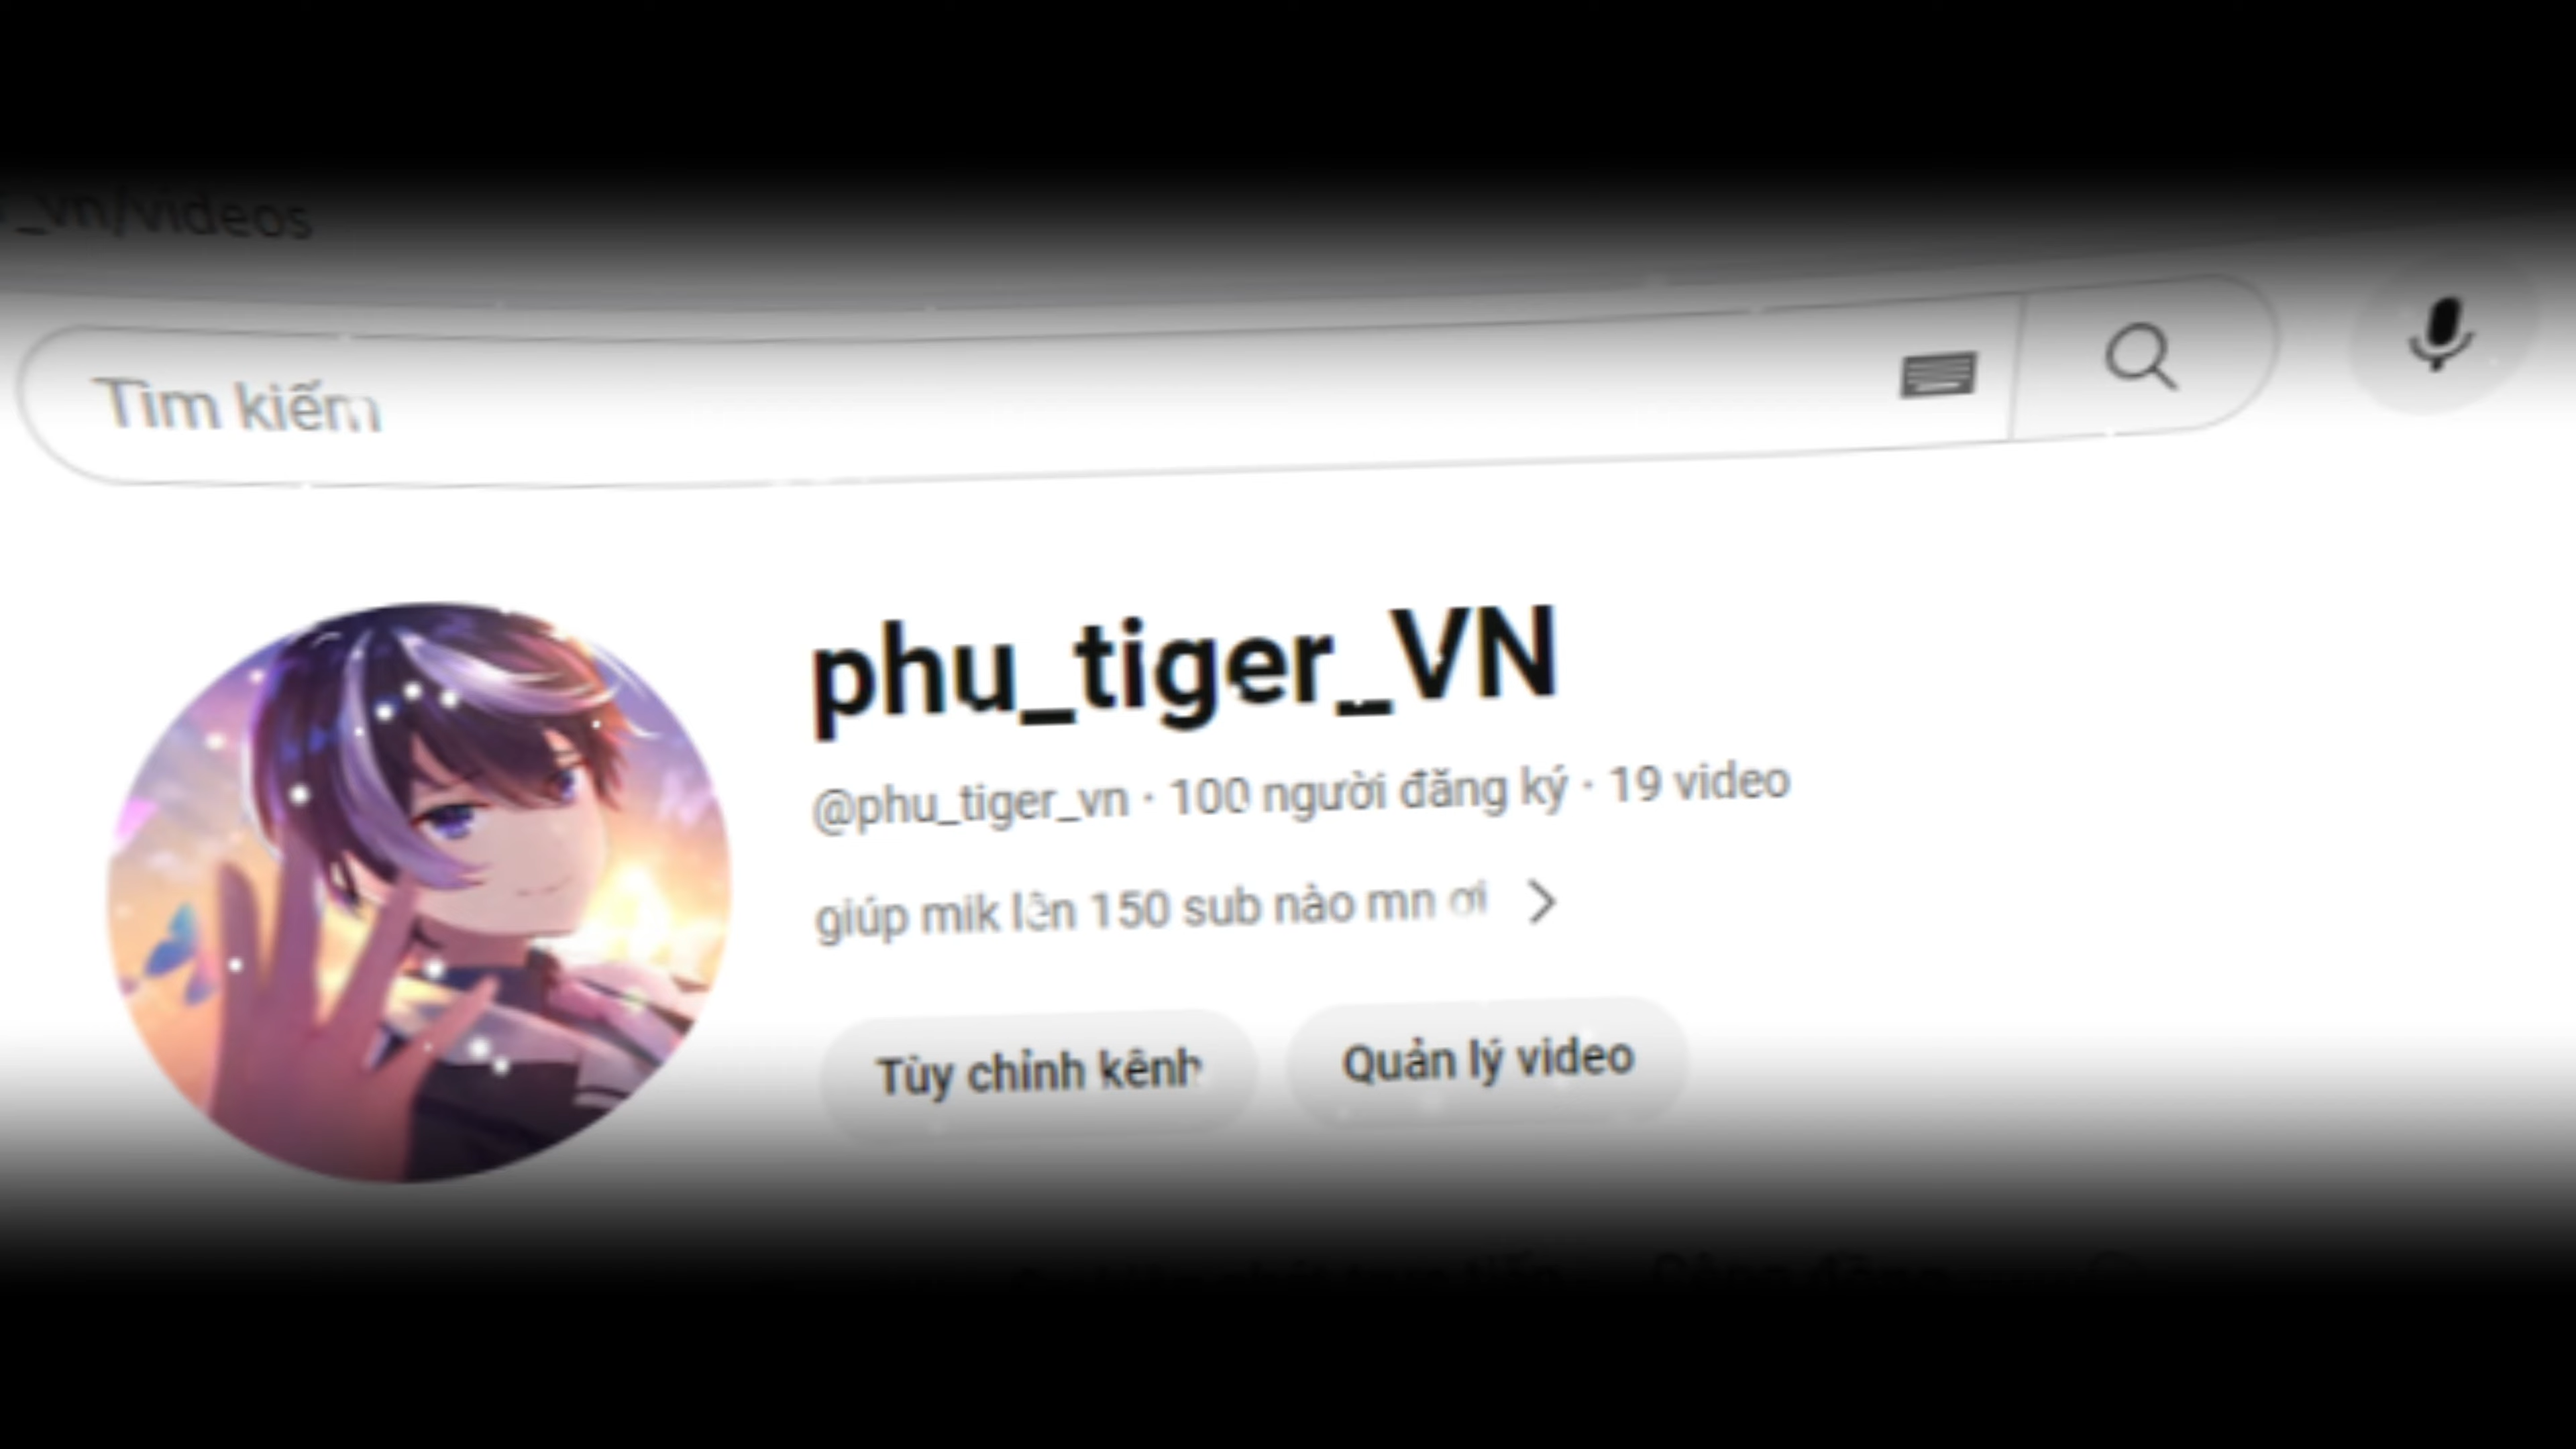 r_vn/videos
Tìm kiếm
phu_tiger_VN
@phu_tiger_vn · 100 người đăng ký · 19 video
giúp mik lên 150 sub nào mn ơi
Tùy chỉnh kênh
Quản lý video